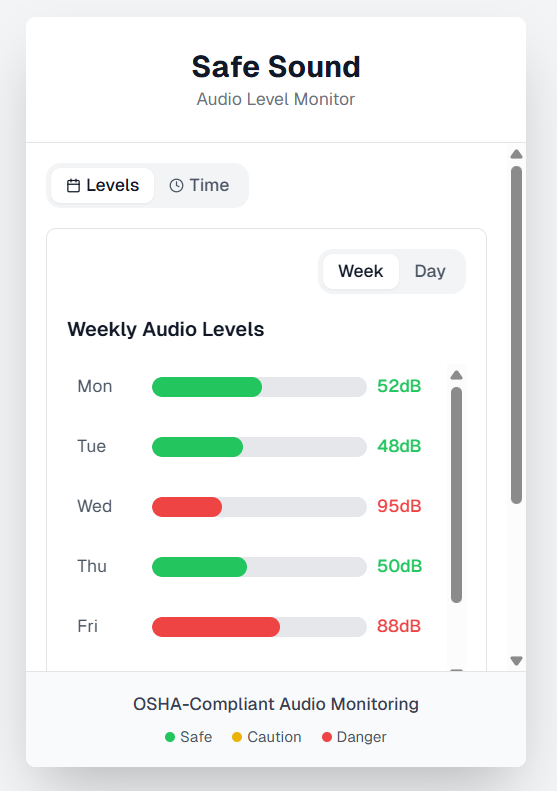 Safe Sound
Audio Level Monitor
Levels Time
Week Day
Weekly Audio Levels
Mon 52dB
Tue 48dB
Wed 95dB
Thu 50dB
Fri 88dB
OSHA-Compliant Audio Monitoring
Safe Caution Danger